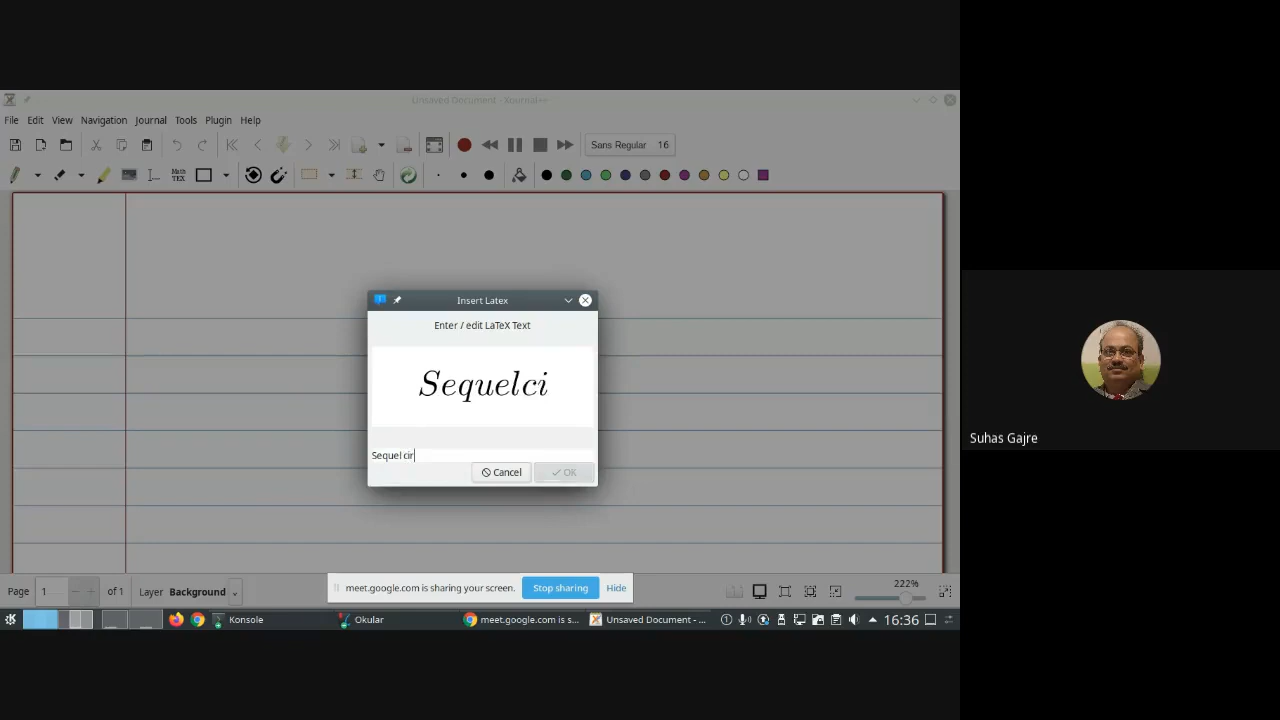 Unsaved Document - Xournal++
File Edit View Navigation Journal Tools Plugin Help
Sans Regular 16
Math TEX
Insert Latex
Enter / edit LaTeX Text
Sequelci
Sequel cir
Cancel OK
Suhas Gajre
Page 1 of 1 Layer Background
meet.google.com is sharing your screen. Stop sharing Hide
222%
Konsole Okular meet.google.com is s... Unsaved Document - ... 16:36